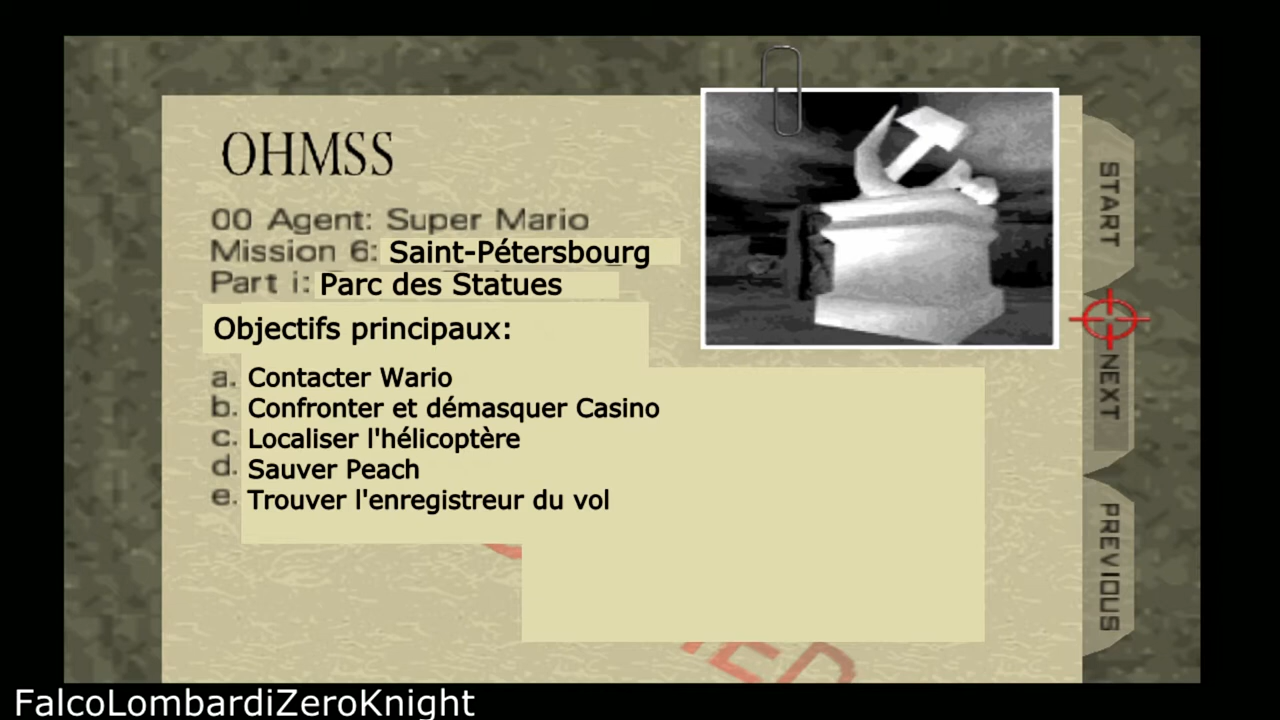 OHMSS
00 Agent: Super Mario
Mission 6: Saint-Pétersbourg
Part i: Parc des Statues
Objectifs principaux:
a. Contacter Wario
b. Confronter et démasquer Casino
c. Localiser l'hélicoptère
d. Sauver Peach
e. Trouver l'enregistreur du vol
START
NEXT
PREVIOUS
FalcoLombardiZeroKnight